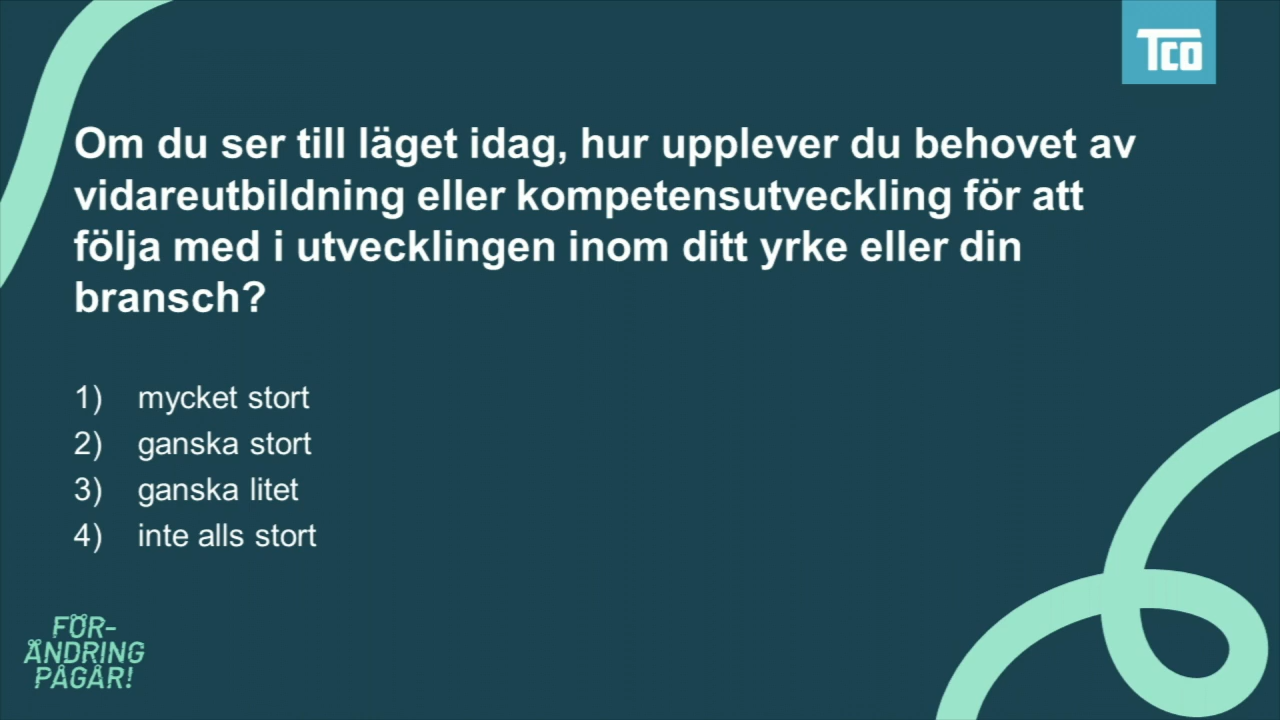 TCO
Om du ser till läget idag, hur upplever du behovet av
vidareutbildning eller kompetensutveckling för att
följa med i utvecklingen inom ditt yrke eller din
bransch?
1) mycket stort
2) ganska stort
3) ganska litet
4) inte alls stort
FÖR-
ÄNDRING
PÅGÅR!